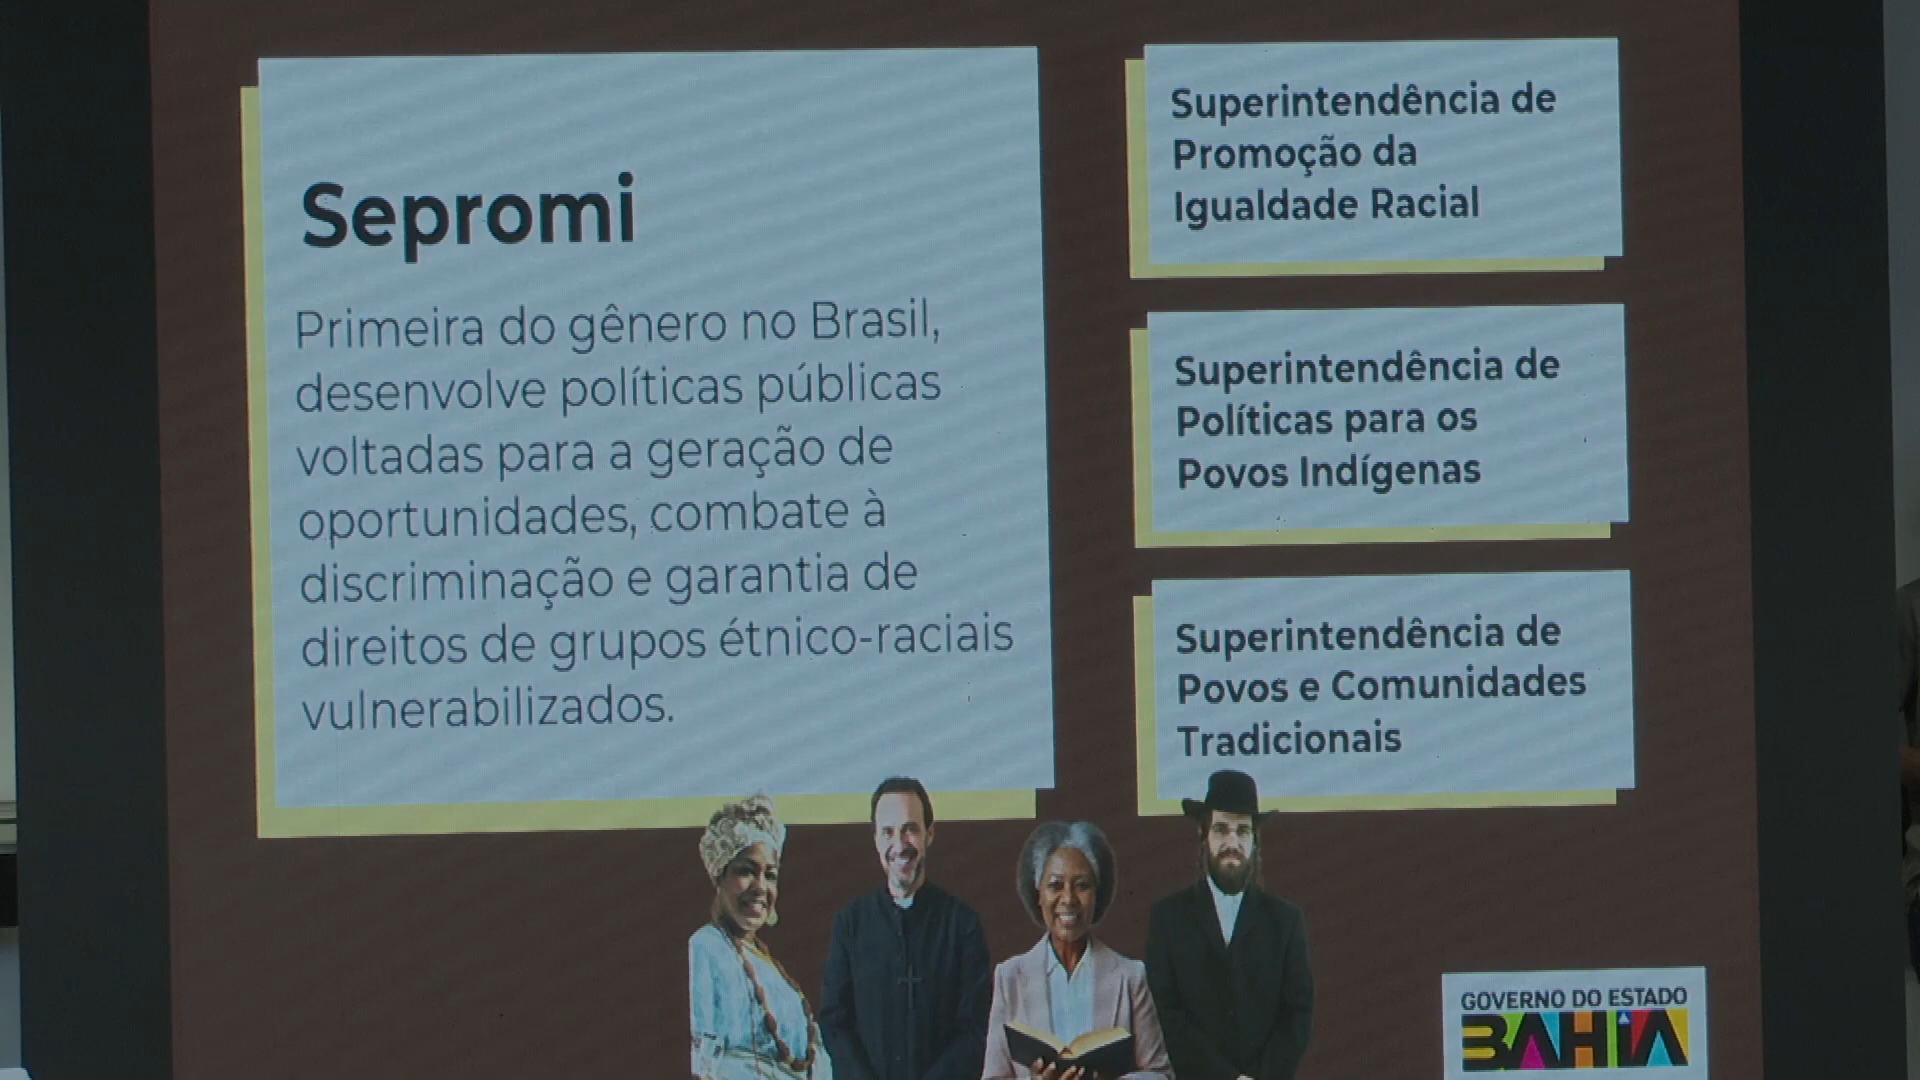 Sepromi
Primeira do gênero no Brasil,
desenvolve políticas públicas
voltadas para a geração de
oportunidades, combate à
discriminação e garantia de
direitos de grupos étnico-raciais
vulnerabilizados.
Superintendência de
Promoção da
Igualdade Racial
Superintendência de
Políticas para os
Povos Indígenas
Superintendência de
Povos e Comunidades
Tradicionais
GOVERNO DO ESTADO
BAHIA